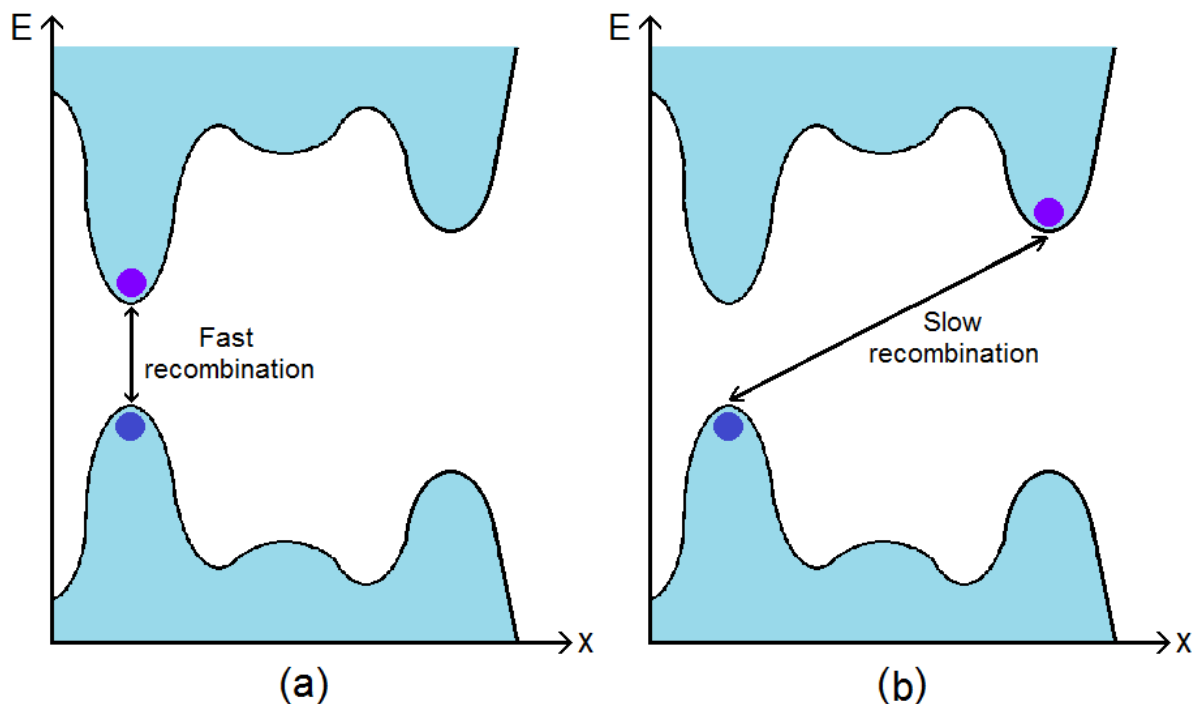 E
Fast
recombination
X
(a)
E
Slow
recombination
X
(b)